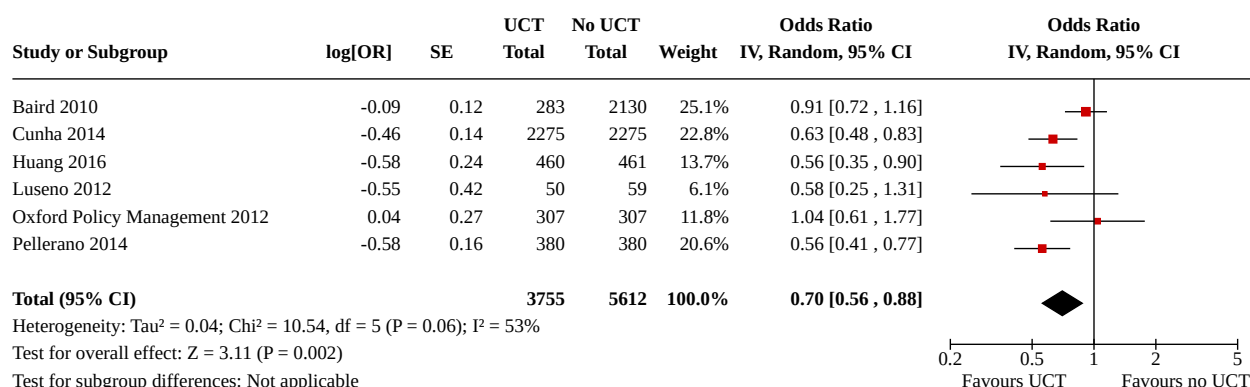 UCT No UCT Odds Ratio Odds Ratio
Study or Subgroup log[OR] SE Total Total Weight IV, Random, 95% CI IV, Random, 95% CI
Baird 2010 -0.09 0.12 283 2130 25.1% 0.91 [0.72 , 1.16]
Cunha 2014 -0.46 0.14 2275 2275 22.8% 0.63 [0.48 , 0.83]
Huang 2016 -0.58 0.24 460 461 13.7% 0.56 [0.35 , 0.90]
Luseno 2012 -0.55 0.42 50 59 6.1% 0.58 [0.25 , 1.31]
Oxford Policy Management 2012 0.04 0.27 307 307 11.8% 1.04 [0.61 , 1.77]
Pellerano 2014 -0.58 0.16 380 380 20.6% 0.56 [0.41 , 0.77]
Total (95% CI) 3755 5612 100.0% 0.70 [0.56 , 0.88]
Heterogeneity: Tau² = 0.04; Chi² = 10.54, df = 5 (P = 0.06); I² = 53%
Test for overall effect: Z = 3.11 (P = 0.002)
0.2 0.5 1 2 5
Test for subgroup differences: Not applicable
Favours UCT Favours no UCT